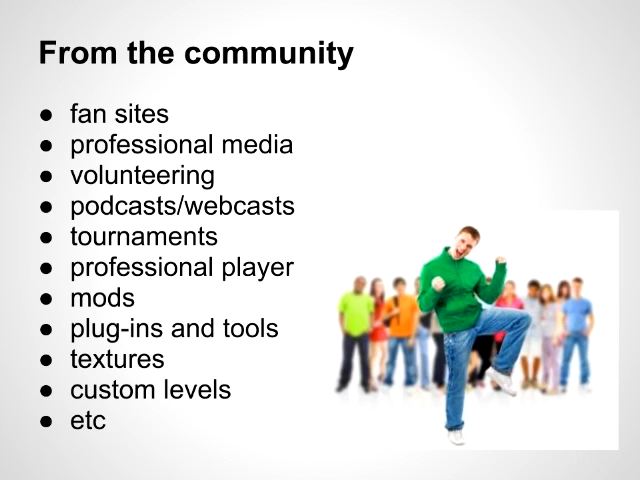 From the community
● fan sites
● professional media
● volunteering
● podcasts/webcasts
● tournaments
● professional player
● mods
● plug-ins and tools
● textures
● custom levels
● etc